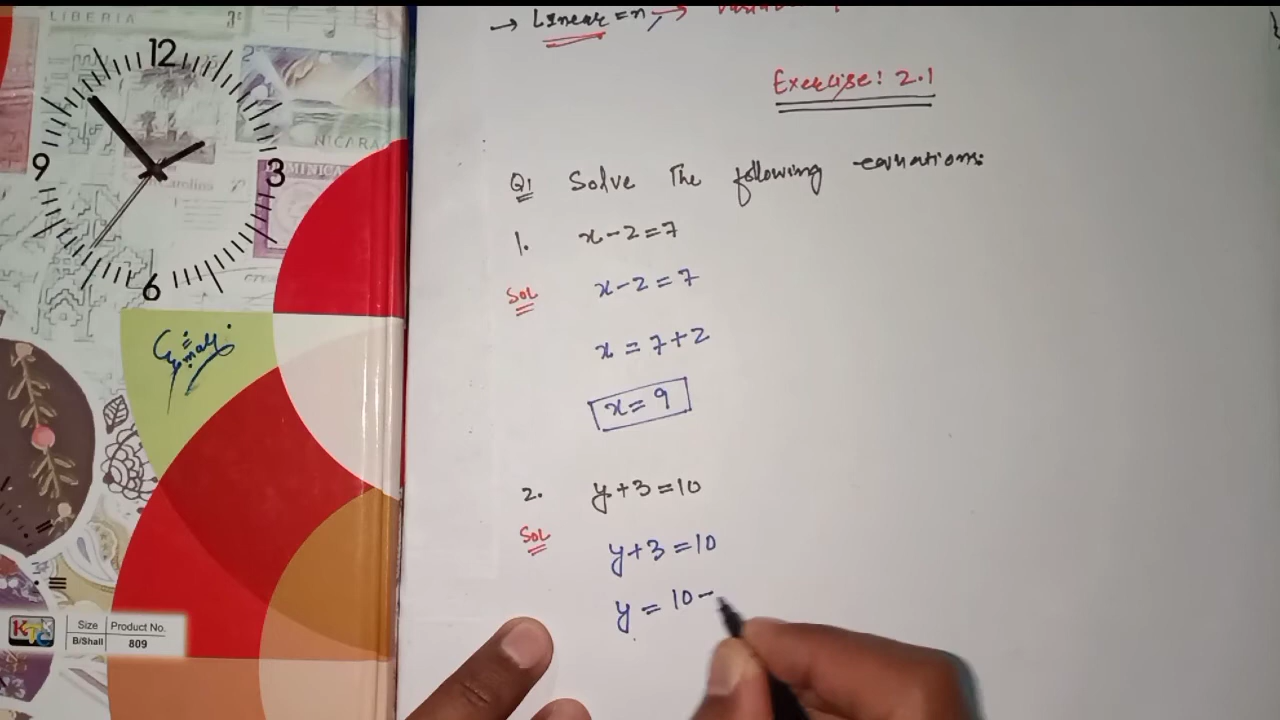 → Linear = n, →
Exercise: 2.1
Q1 Solve The following equations:
1. x-2=7
Sol x-2=7
x=7+2
x=9
2. y+3=10
Sol y+3=10
y=10-
LIBERIA
NICARA
12
3
6
9
KTC
Size Product No.
B/Shall 809